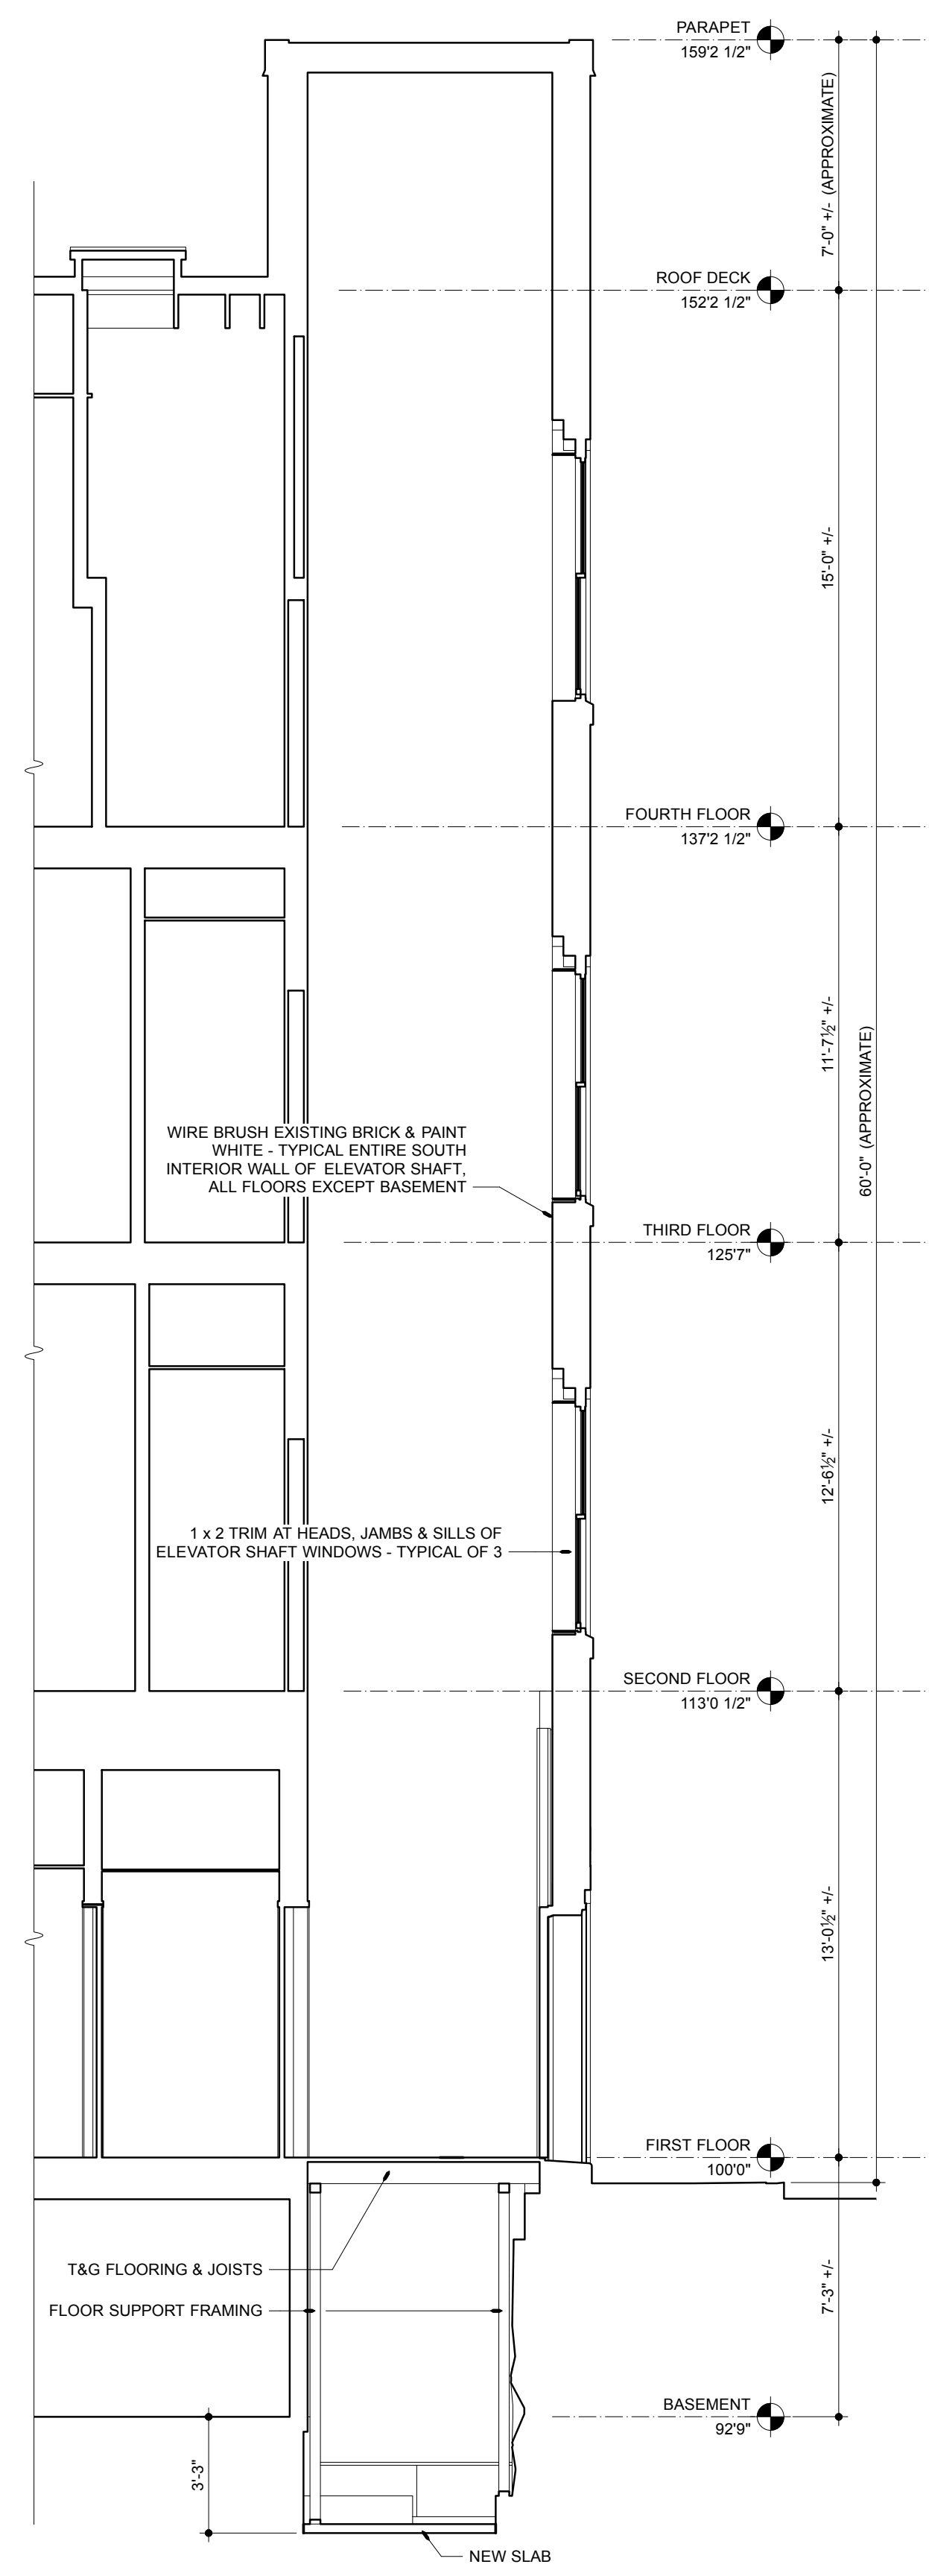 PARAPET
159'2 1/2"
7'-0" +/- (APPROXIMATE)
ROOF DECK
152'2 1/2"
15'-0" +/-
FOURTH FLOOR
137'2 1/2"
11'-7½" +/-
60'-0" (APPROXIMATE)
WIRE BRUSH EXISTING BRICK & PAINT
WHITE - TYPICAL ENTIRE SOUTH
INTERIOR WALL OF ELEVATOR SHAFT,
ALL FLOORS EXCEPT BASEMENT
THIRD FLOOR
125'7"
12'-6½" +/-
1 x 2 TRIM AT HEADS, JAMBS & SILLS OF
ELEVATOR SHAFT WINDOWS - TYPICAL OF 3
SECOND FLOOR
113'0 1/2"
13'-0½" +/-
FIRST FLOOR
100'0"
T&G FLOORING & JOISTS
7'-3" +/-
FLOOR SUPPORT FRAMING
BASEMENT
92'9"
3'-3"
NEW SLAB